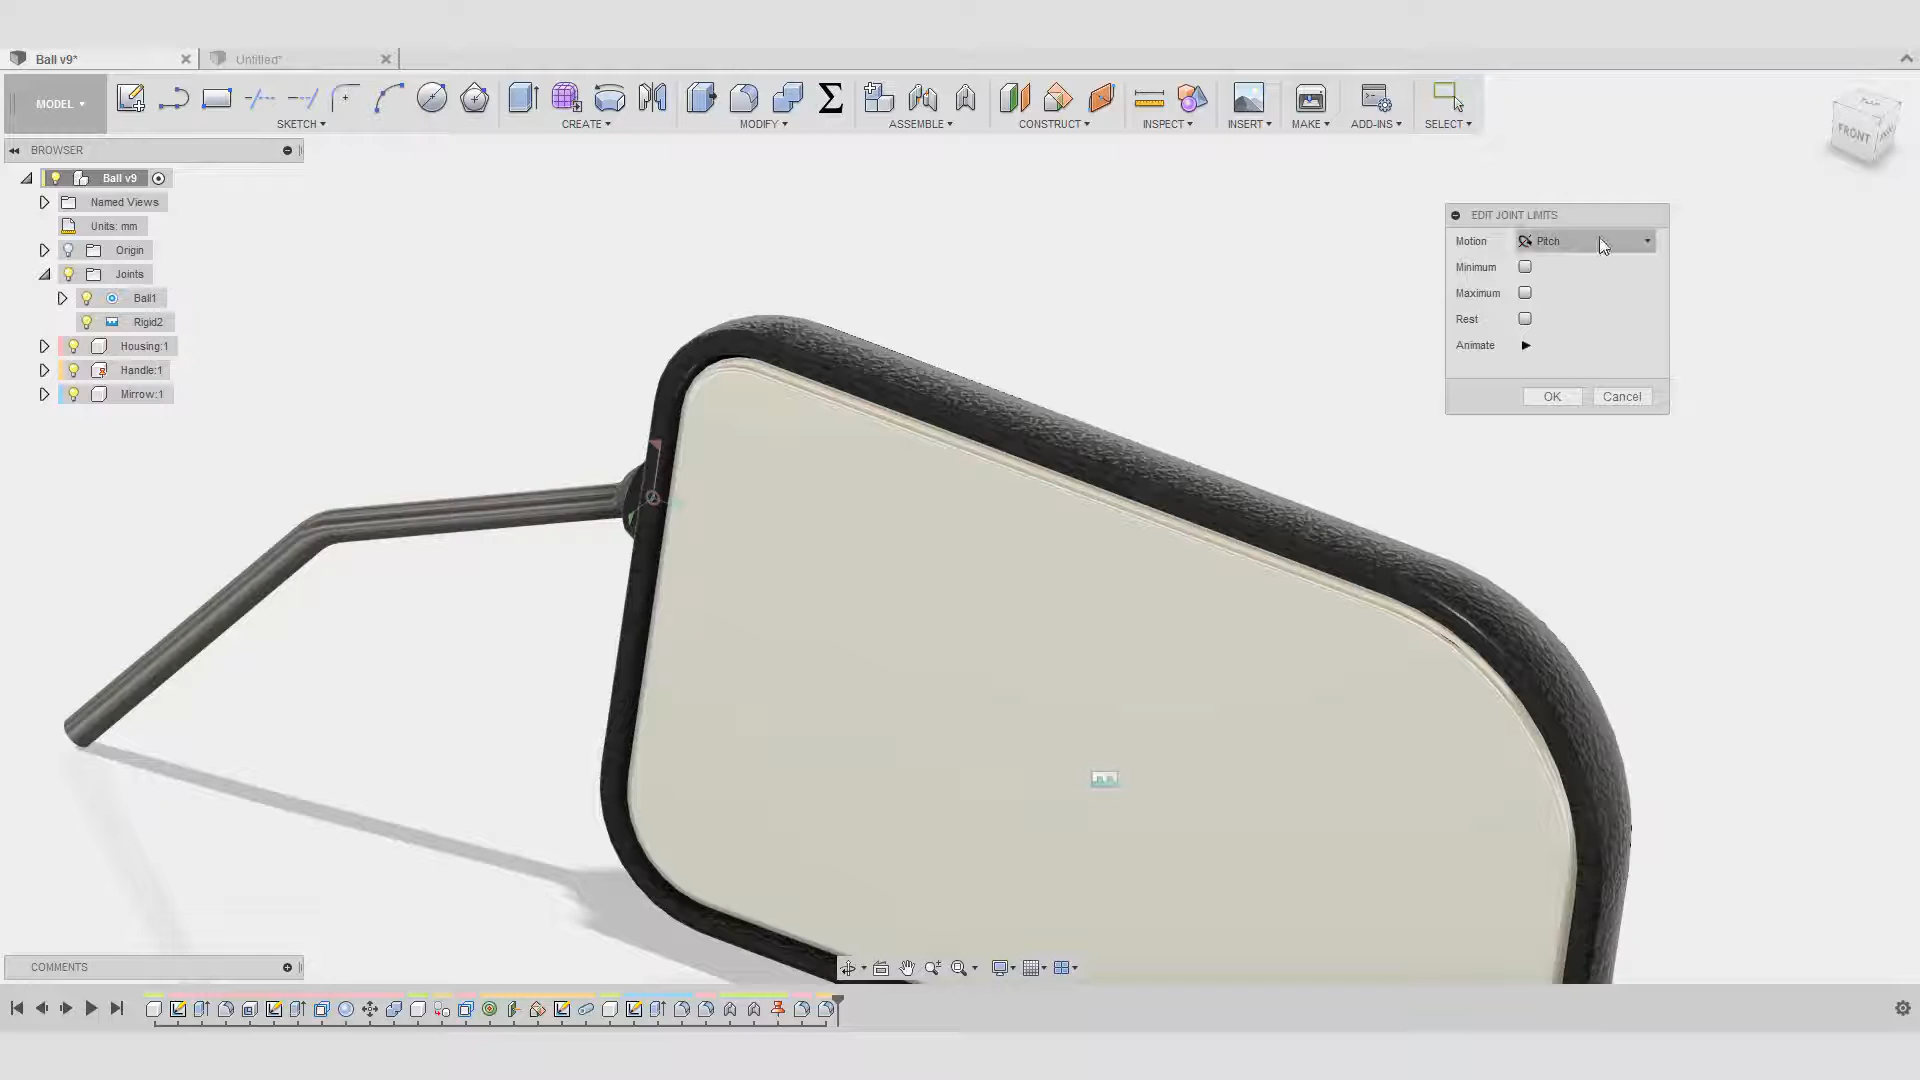 Ball v9*
Untitled*
MODEL
SKETCH
CREATE
MODIFY
ASSEMBLE
CONSTRUCT
INSPECT
INSERT
MAKE
ADD-INS
SELECT
FRONT
BROWSER
Ball v9
Named Views
Units: mm
Origin
Joints
Ball1
Rigid2
Housing:1
Handle:1
Mirrow:1
EDIT JOINT LIMITS
Motion Pitch
Minimum
Maximum
Rest
Animate
OK Cancel
COMMENTS